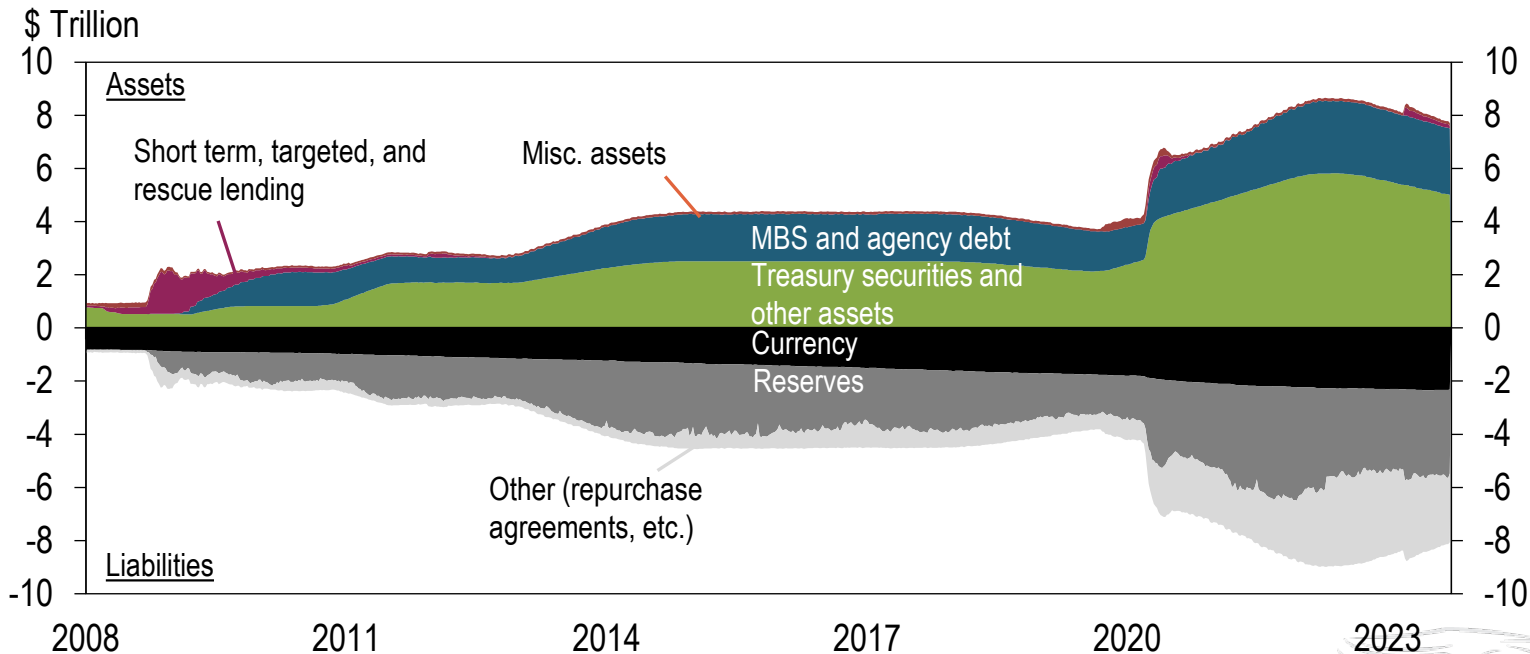 $ Trillion
10
8
6
4
2
0
-2
-4
-6
-8
-10
Assets
Short term, targeted, and
rescue lending
Misc. assets
MBS and agency debt
Treasury securities and
other assets
Currency
Reserves
Other (repurchase
agreements, etc.)
Liabilities
10
8
6
4
2
0
-2
-4
-6
-8
-10
2008 2011 2014 2017 2020 2023